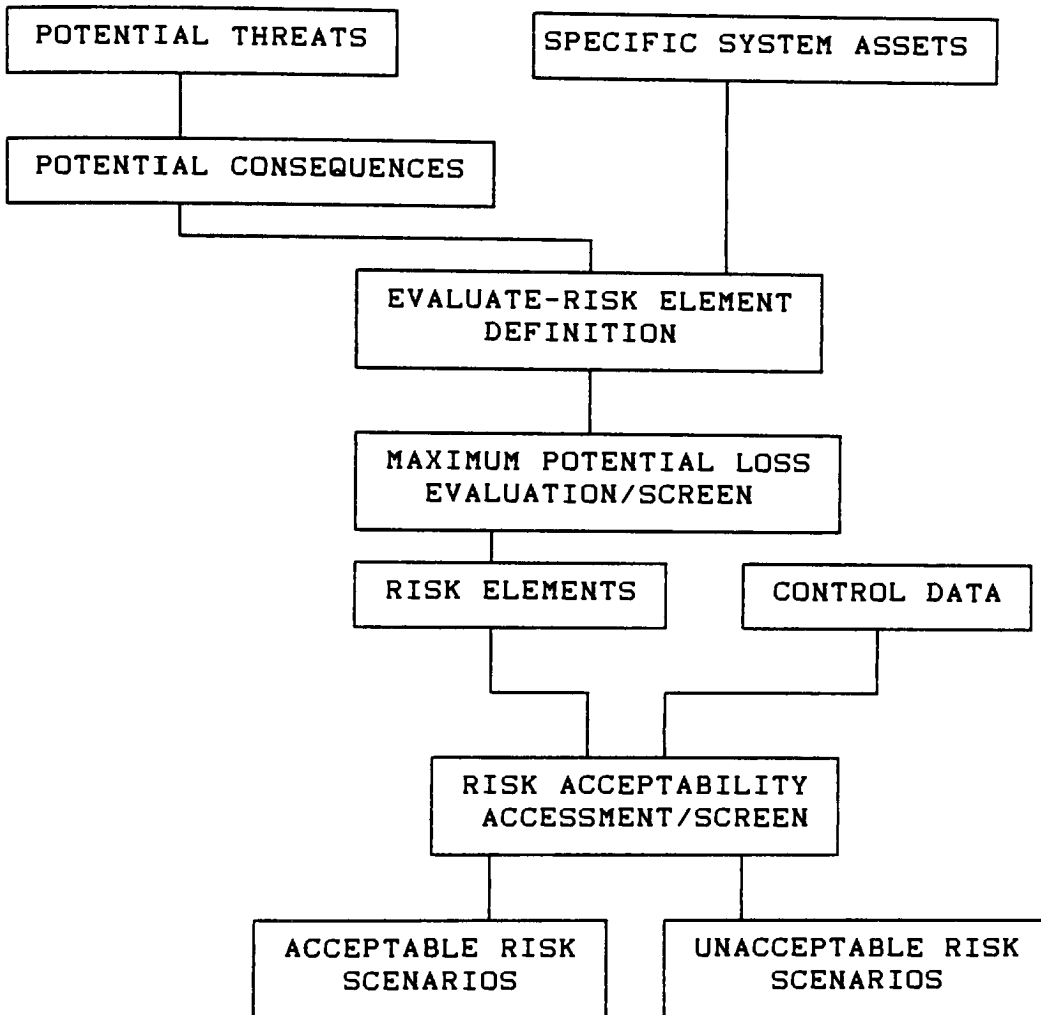 POTENTIAL THREATS
SPECIFIC SYSTEM ASSETS
POTENTIAL CONSEQUENCES
EVALUATE-RISK ELEMENT
DEFINITION
MAXIMUM POTENTIAL LOSS
EVALUATION/SCREEN
RISK ELEMENTS
CONTROL DATA
RISK ACCEPTABILITY
ACCESSMENT/SCREEN
ACCEPTABLE RISK
SCENARIOS
UNACCEPTABLE RISK
SCENARIOS